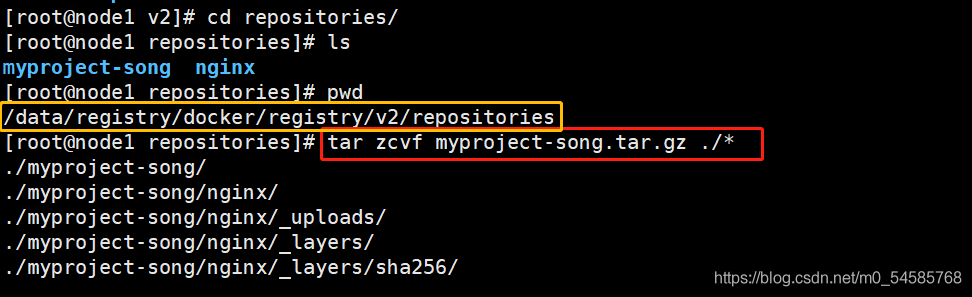 [root@node1 v2]# cd repositories/
[root@node1 repositories]# ls
myproject-song  nginx
[root@node1 repositories]# pwd
/data/registry/docker/registry/v2/repositories
[root@node1 repositories]# tar zcvf myproject-song.tar.gz ./*
./myproject-song/
./myproject-song/nginx/
./myproject-song/nginx/_uploads/
./myproject-song/nginx/_layers/
./myproject-song/nginx/_layers/sha256/
https://blog.csdn.net/m0_54585768